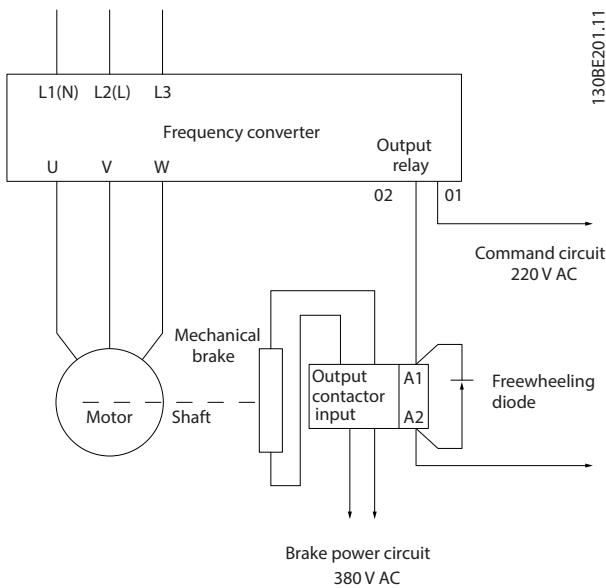 130BE201.11
L1(N) L2(L) L3
Frequency converter
U V W
Output
relay
02 01
Command circuit
220 V AC
Mechanical
brake
Output
contactor
input
A1
A2
Freewheeling
diode
Motor Shaft
Brake power circuit
380 V AC